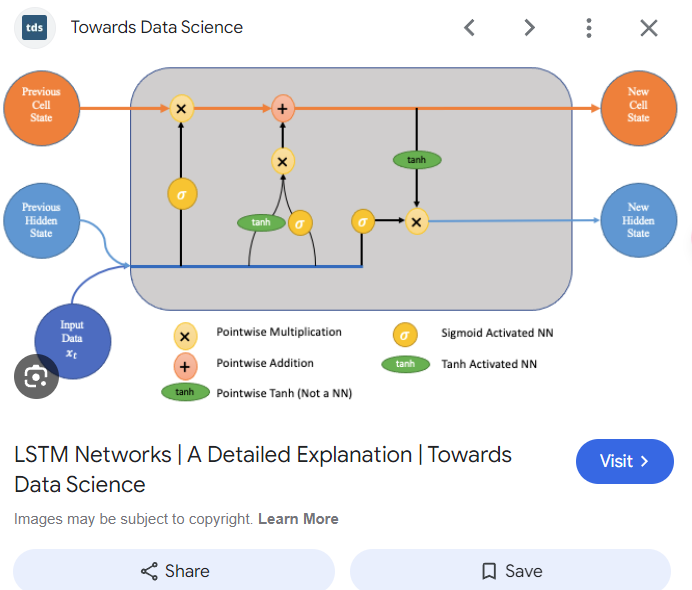 tds
Towards Data Science
Previous
Cell
State
×
+
New
Cell
State
tanh
×
σ
Previous
Hidden
State
tanh
σ
σ
×
New
Hidden
State
Input
Data
xₜ
× Pointwise Multiplication
σ Sigmoid Activated NN
+ Pointwise Addition
tanh Tanh Activated NN
tanh Pointwise Tanh (Not a NN)
LSTM Networks | A Detailed Explanation | Towards
Data Science
Visit
Images may be subject to copyright. Learn More
Share
Save